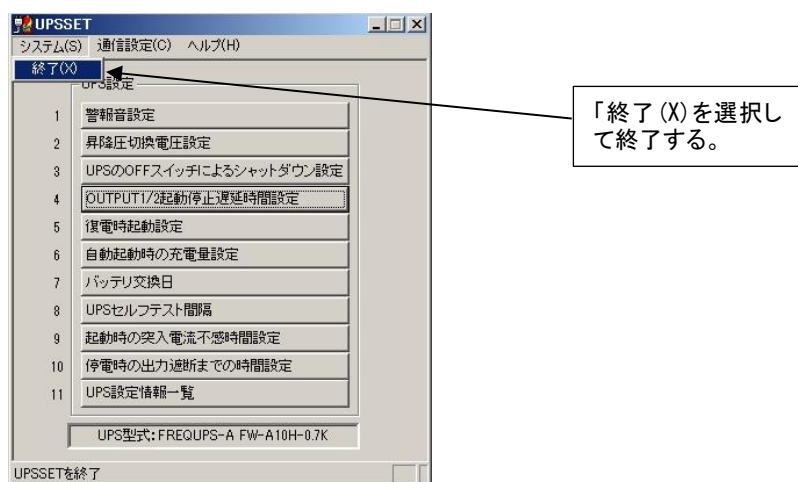 UPSSET
システム(S) 通信設定(C) ヘルプ(H)
終了(X)
UPS設定
1 警報音設定
2 昇降圧切換電圧設定
3 UPSのOFFスイッチによるシャットダウン設定
4 OUTPUT1/2起動停止遅延時間設定
5 復電時起動設定
6 自動起動時の充電量設定
7 バッテリ交換日
8 UPSセルフテスト間隔
9 起動時の突入電流不感時間設定
10 停電時の出力遮断までの時間設定
11 UPS設定情報一覧
UPS型式:FREQUPS-A FW-A10H-0.7K
UPSSETを終了
「終了(X)を選択し
て終了する。